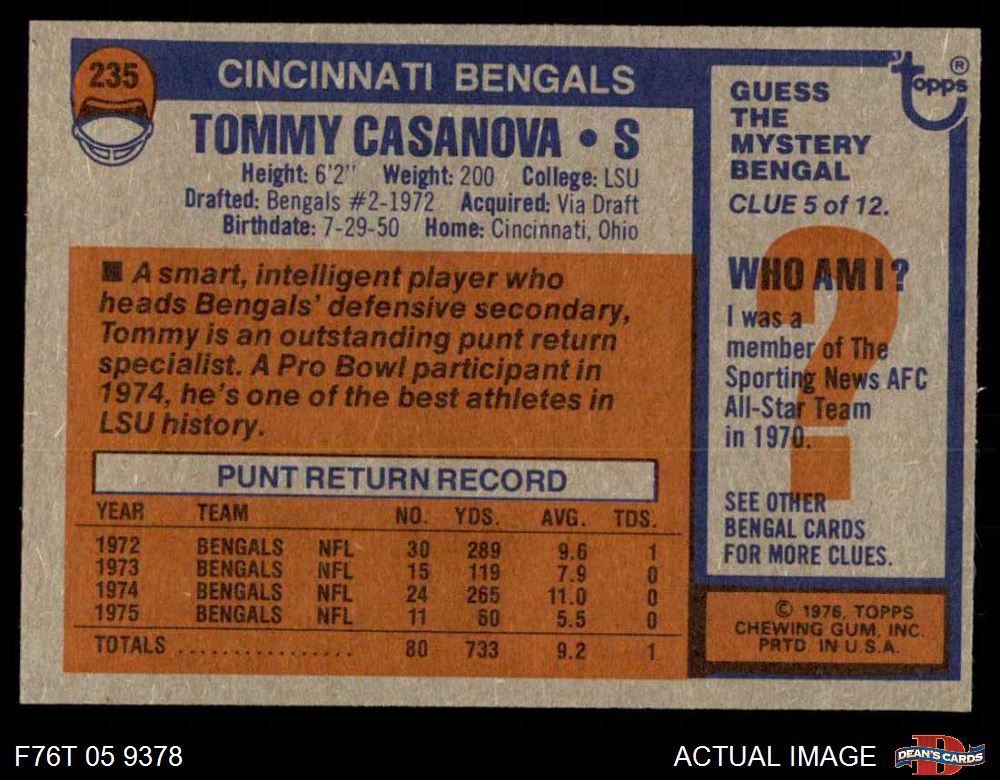 235
CINCINNATI BENGALS
TOMMY CASANOVA • S
Height: 6'2" Weight: 200 College: LSU
Drafted: Bengals #2-1972 Acquired: Via Draft
Birthdate: 7-29-50 Home: Cincinnati, Ohio
■ A smart, intelligent player who
heads Bengals' defensive secondary,
Tommy is an outstanding punt return
specialist. A Pro Bowl participant in
1974, he's one of the best athletes in
LSU history.
PUNT RETURN RECORD
YEAR TEAM NO. YDS. AVG. TDS.
1972 BENGALS NFL 30 289 9.6 1
1973 BENGALS NFL 15 119 7.9 0
1974 BENGALS NFL 24 265 11.0 0
1975 BENGALS NFL 11 60 5.5 0
TOTALS ................ 80 733 9.2 1
topps ®
GUESS
THE
MYSTERY
BENGAL
CLUE 5 of 12.
WHO AM I?
I was a
member of The
Sporting News AFC
All-Star Team
in 1970.
SEE OTHER
BENGAL CARDS
FOR MORE CLUES.
© 1976, TOPPS
CHEWING GUM, INC.
PRTD. IN U.S.A.
F76T 05 9378
ACTUAL IMAGE
D
DEAN'S CARDS